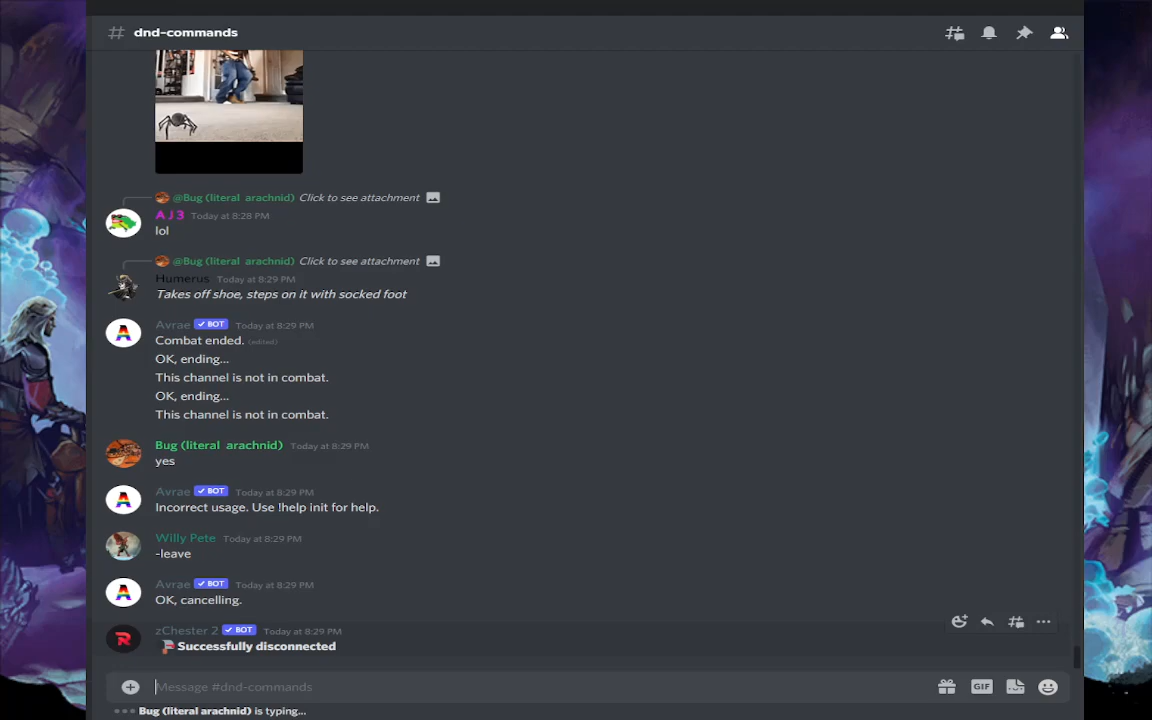 dnd-commands
@Bug (literal arachnid) Click to see attachment
A J 3 Today at 8:28 PM
lol
@Bug (literal arachnid) Click to see attachment
Humerus Today at 8:29 PM
Takes off shoe, steps on it with socked foot
Avrae ✓ BOT Today at 8:29 PM
Combat ended. (edited)
OK, ending...
This channel is not in combat.
OK, ending...
This channel is not in combat.
Bug (literal arachnid) Today at 8:29 PM
yes
Avrae ✓ BOT Today at 8:29 PM
Incorrect usage. Use !help init for help.
Willy Pete Today at 8:29 PM
-leave
Avrae ✓ BOT Today at 8:29 PM
OK, cancelling.
zChester 2 ✓ BOT Today at 8:29 PM
Successfully disconnected
Message #dnd-commands
GIF
Bug (literal arachnid) is typing...